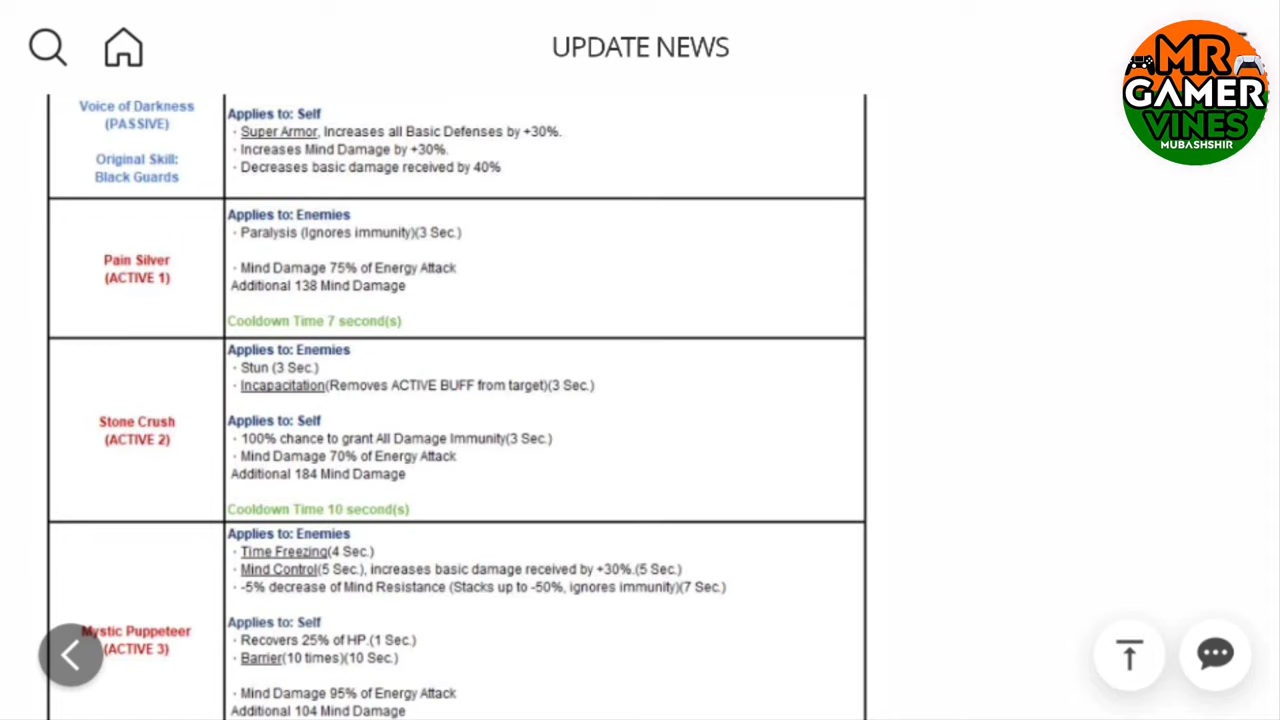 UPDATE NEWS
MR
GAMER
VINES
MUBASHSHIR
Voice of Darkness
(PASSIVE)
Original Skill:
Black Guards
Applies to: Self
· Super Armor, Increases all Basic Defenses by +30%.
· Increases Mind Damage by +30%.
· Decreases basic damage received by 40%
Pain Silver
(ACTIVE 1)
Applies to: Enemies
· Paralysis (Ignores immunity)(3 Sec.)
· Mind Damage 75% of Energy Attack
Additional 138 Mind Damage
Cooldown Time 7 second(s)
Stone Crush
(ACTIVE 2)
Applies to: Enemies
· Stun (3 Sec.)
· Incapacitation(Removes ACTIVE BUFF from target)(3 Sec.)
Applies to: Self
· 100% chance to grant All Damage Immunity(3 Sec.)
· Mind Damage 70% of Energy Attack
Additional 184 Mind Damage
Cooldown Time 10 second(s)
Mystic Puppeteer
(ACTIVE 3)
Applies to: Enemies
· Time Freezing(4 Sec.)
· Mind Control(5 Sec.), increases basic damage received by +30%.(5 Sec.)
· -5% decrease of Mind Resistance (Stacks up to -50%, ignores immunity)(7 Sec.)
Applies to: Self
· Recovers 25% of HP.(1 Sec.)
· Barrier(10 times)(10 Sec.)
· Mind Damage 95% of Energy Attack
Additional 104 Mind Damage